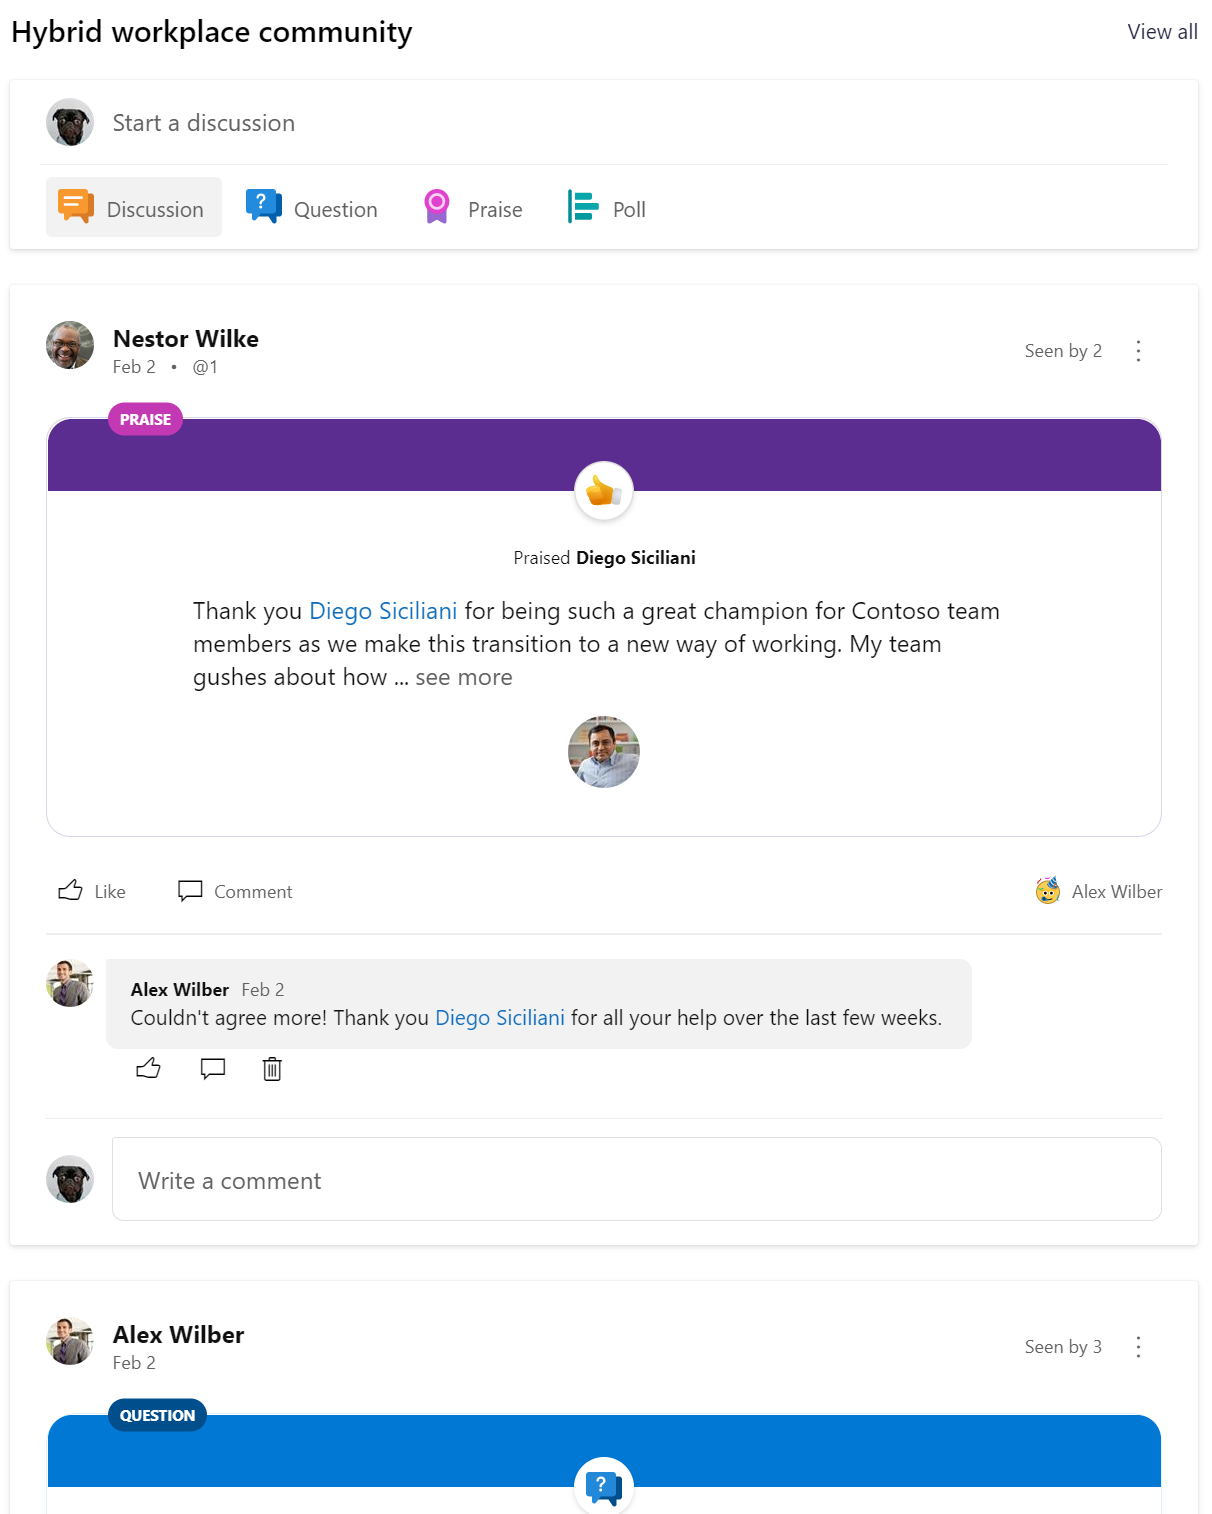 Hybrid workplace community
View all
Start a discussion
Discussion
Question
Praise
Poll
Nestor Wilke
Feb 2 • @1
Seen by 2
PRAISE
Praised Diego Siciliani
Thank you Diego Siciliani for being such a great champion for Contoso team
members as we make this transition to a new way of working. My team
gushes about how ... see more
Like
Comment
Alex Wilber
Alex Wilber Feb 2
Couldn't agree more! Thank you Diego Siciliani for all your help over the last few weeks.
Write a comment
Alex Wilber
Feb 2
Seen by 3
QUESTION